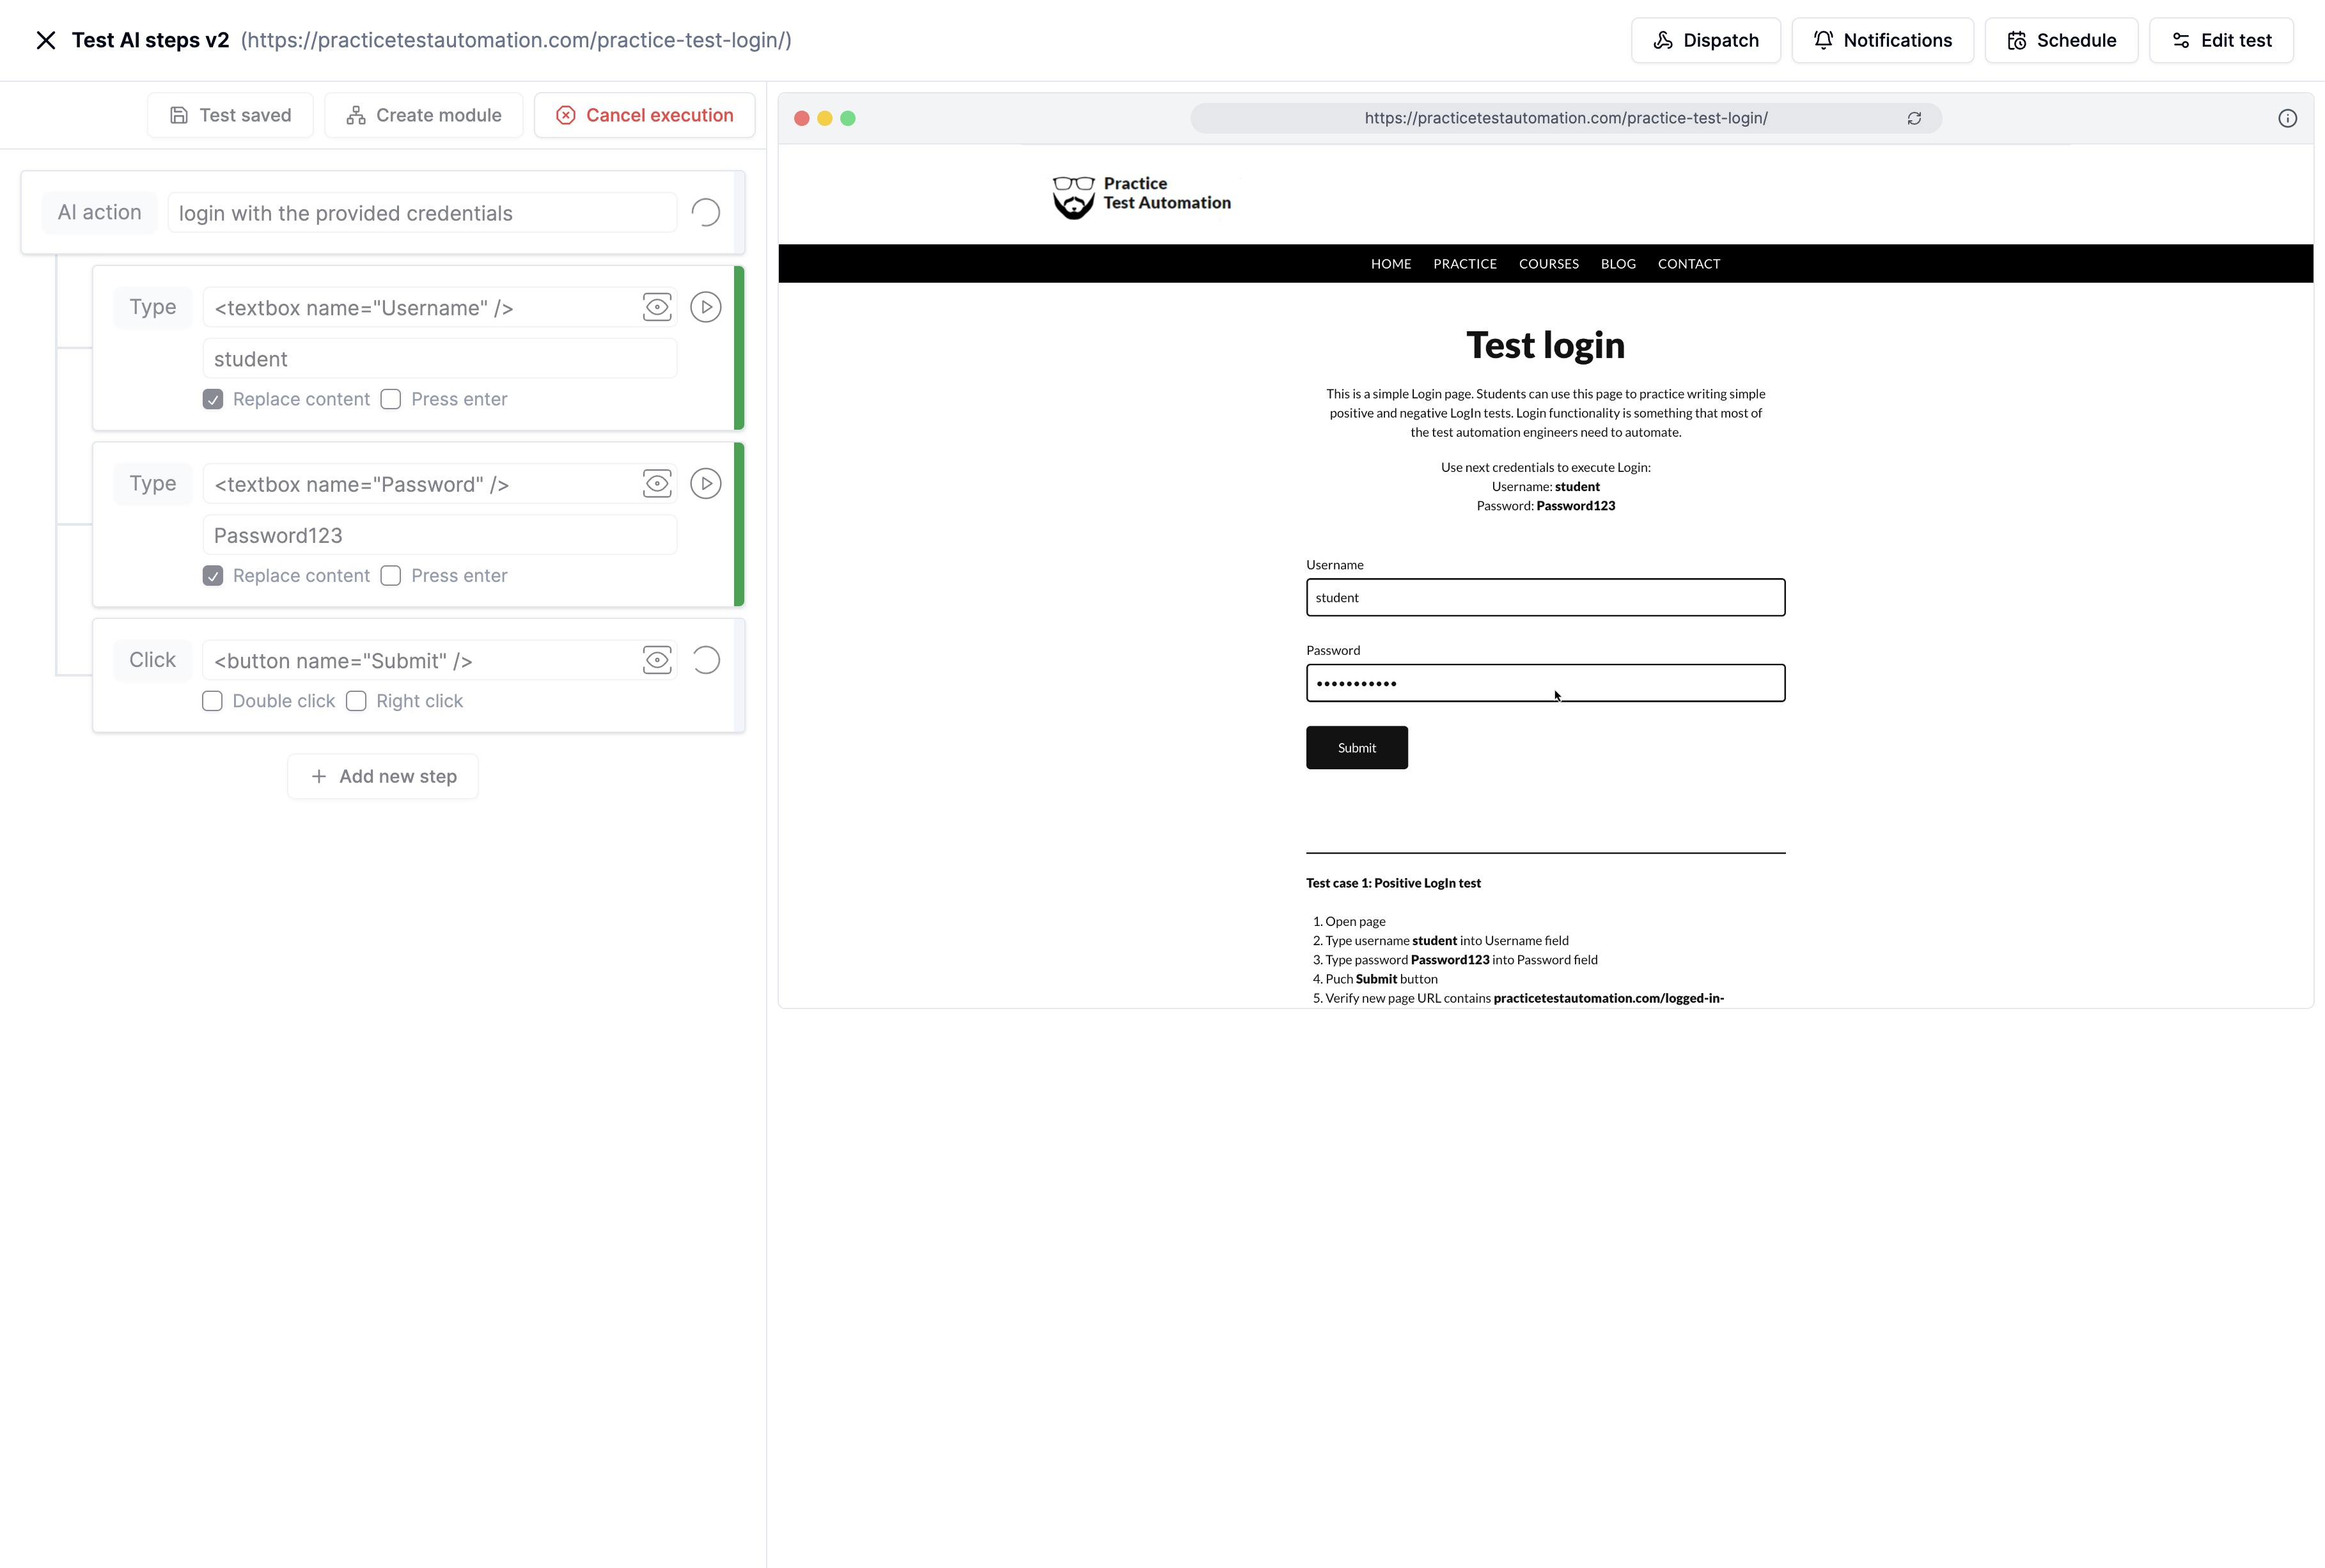 Test AI steps v2 (https://practicetestautomation.com/practice-test-login/)
Dispatch
Notifications
Schedule
Edit test
Test saved
Create module
Cancel execution
AI action
login with the provided credentials
Type
<textbox name="Username" />
student
Replace content
Press enter
Type
<textbox name="Password" />
Password123
Replace content
Press enter
Click
<button name="Submit" />
Double click
Right click
Add new step
https://practicetestautomation.com/practice-test-login/
Practice
Test Automation
HOME
PRACTICE
COURSES
BLOG
CONTACT
Test login
This is a simple Login page. Students can use this page to practice writing simple
positive and negative LogIn tests. Login functionality is something that most of
the test automation engineers need to automate.
Use next credentials to execute Login:
Username: student
Password: Password123
Username
student
Password
•••••••••••
Submit
Test case 1: Positive LogIn test
1. Open page
2. Type username student into Username field
3. Type password Password123 into Password field
4. Puch Submit button
5. Verify new page URL contains practicetestautomation.com/logged-in-